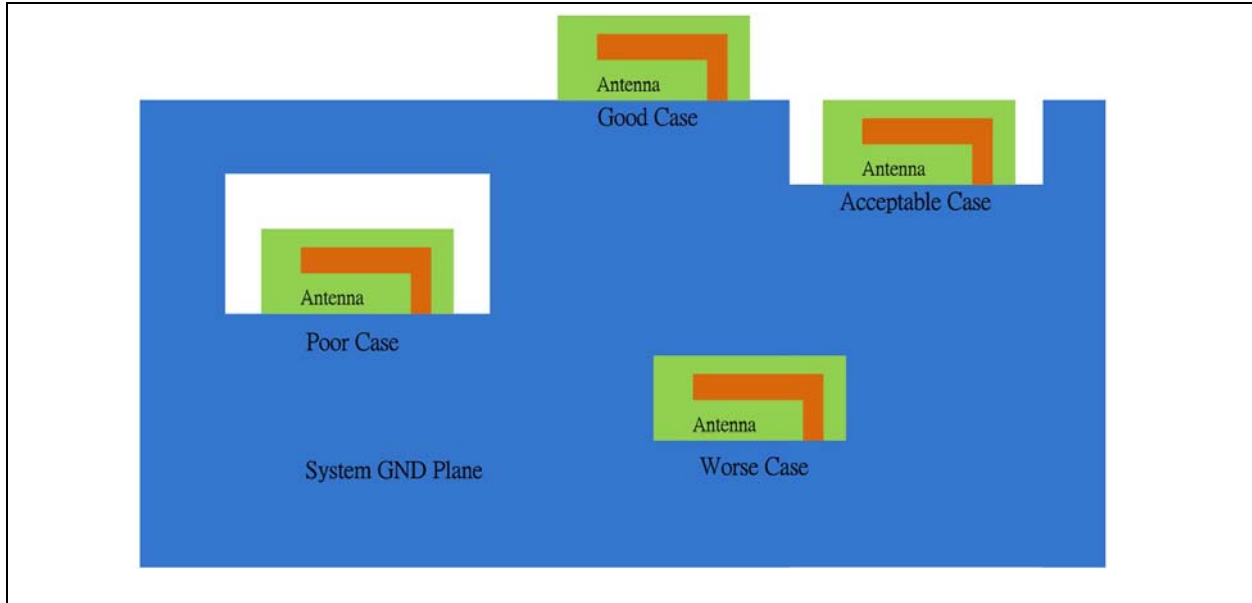 Antenna
Good Case
Antenna
Acceptable Case
Antenna
Poor Case
Antenna
Worse Case
System GND Plane